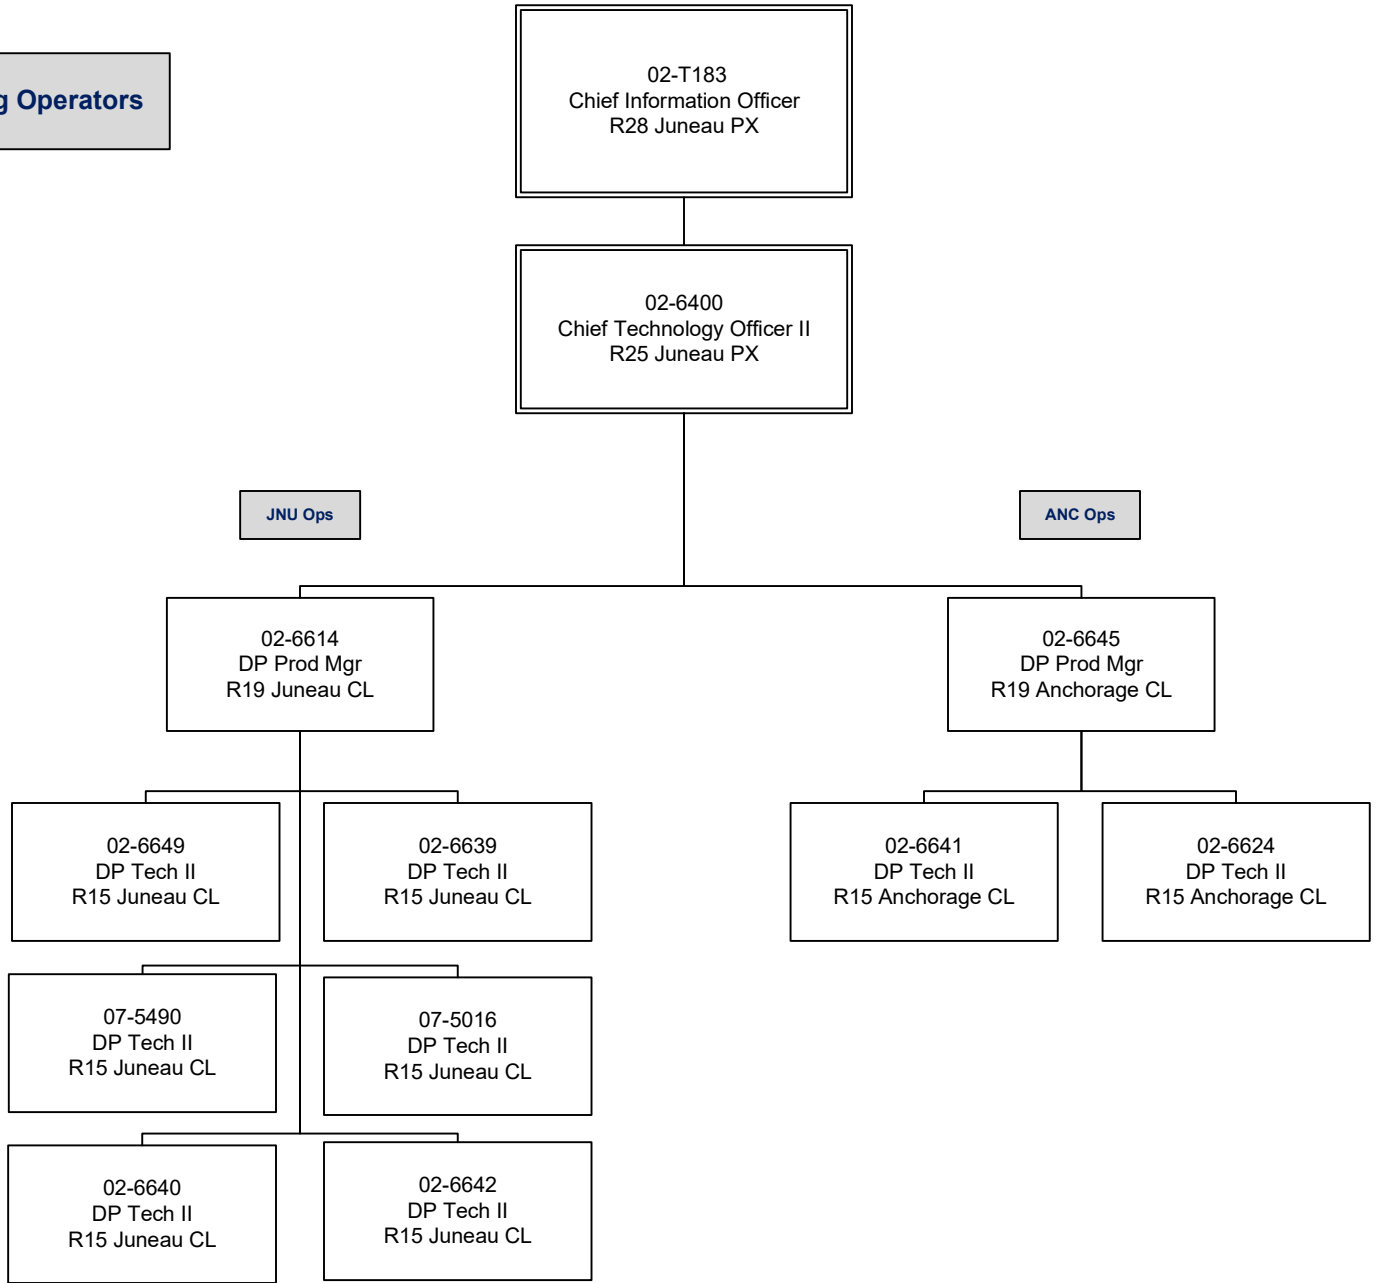 02-T183
Chief Information Officer
R28 Juneau PX
Operators
02-6400
Chief Technology Officer II
R25 Juneau PX
JNU Ops
ANC Ops
02-6614
DP Prod Mgr
R19 Juneau CL
02-6645
DP Prod Mgr
R19 Anchorage CL
02-6649
DP Tech II
R15 Juneau CL
02-6639
DP Tech II
R15 Juneau CL
02-6641
DP Tech II
R15 Anchorage CL
02-6624
DP Tech II
R15 Anchorage CL
07-5490
DP Tech II
R15 Juneau CL
07-5016
DP Tech II
R15 Juneau CL
02-6640
DP Tech II
R15 Juneau CL
02-6642
DP Tech II
R15 Juneau CL